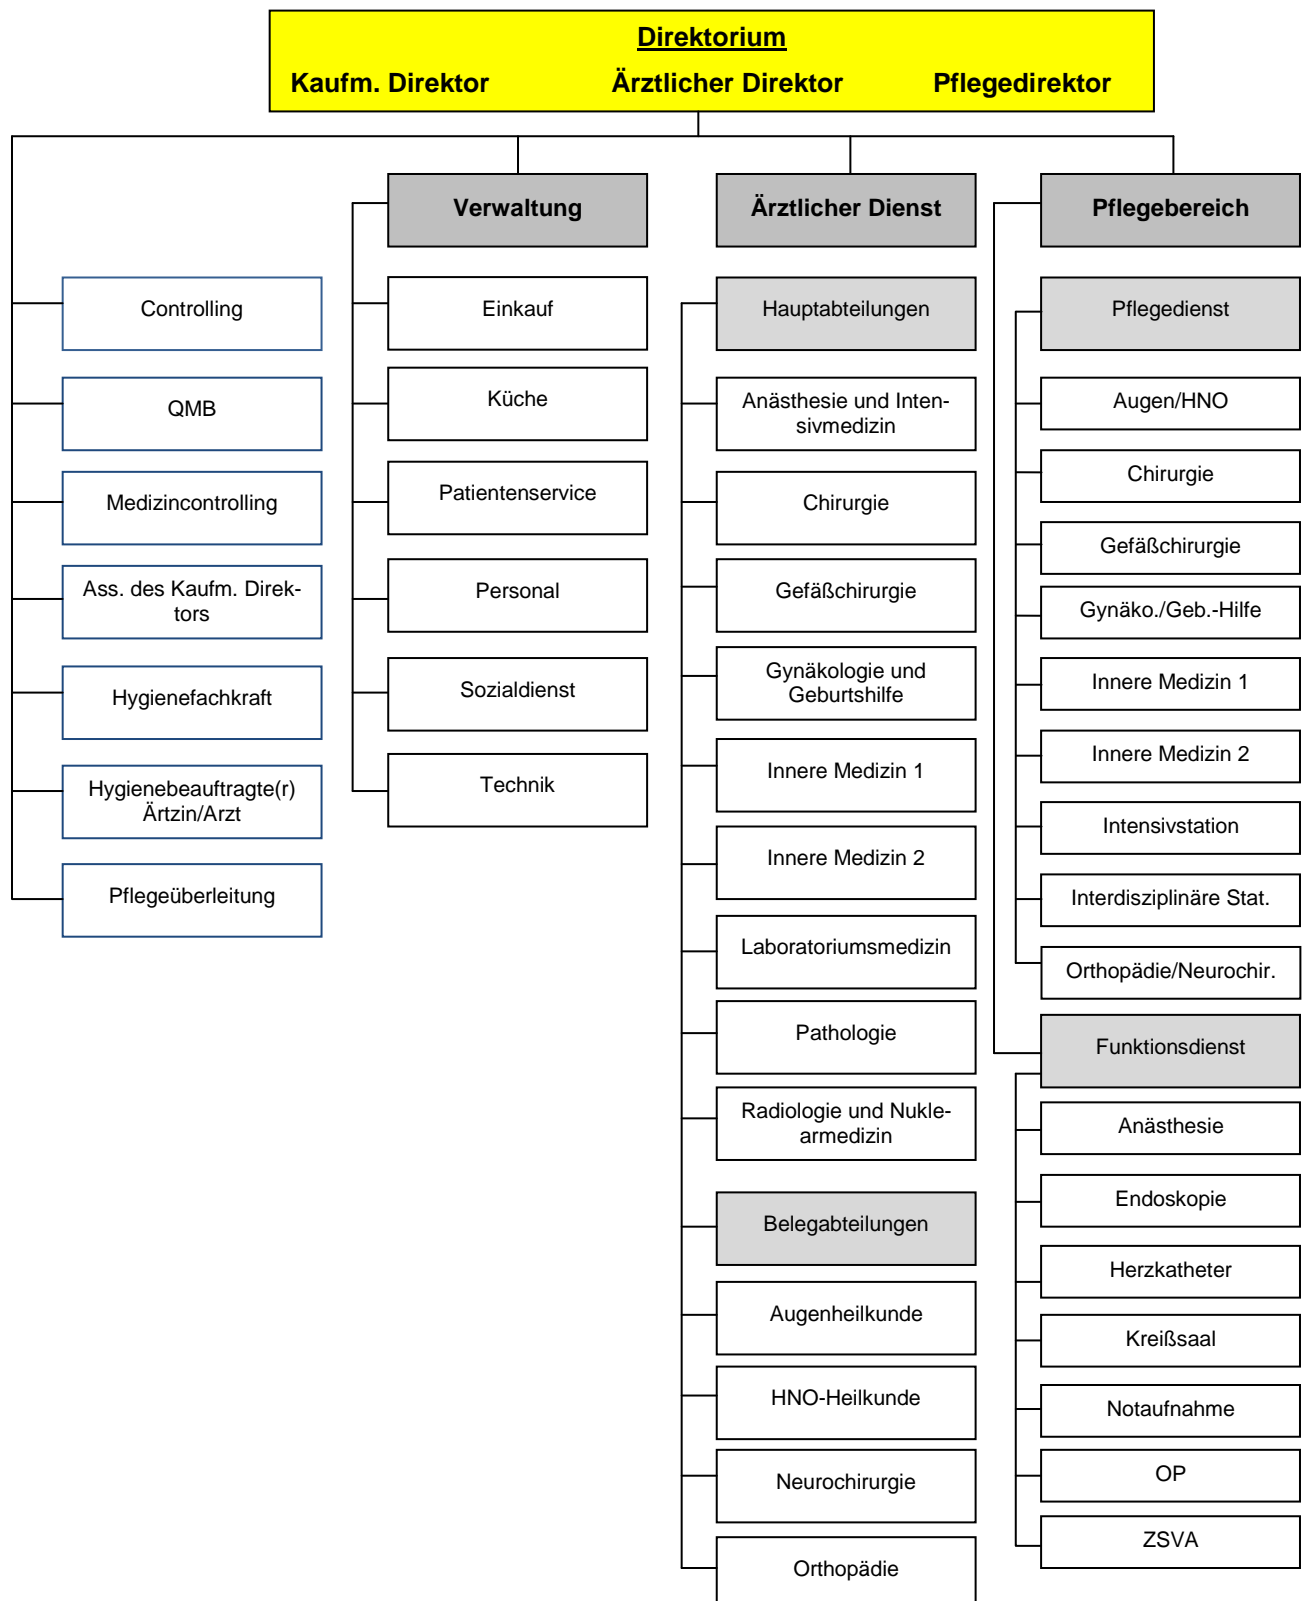 Direktorium
Kaufm. Direktor Ärztlicher Direktor Pflegedirektor
Controlling
QMB
Medizincontrolling
Ass. des Kaufm. Direk-
tors
Hygienefachkraft
Hygienebeauftragte(r)
Ärtzin/Arzt
Pflegeüberleitung
Verwaltung
Einkauf
Küche
Patientenservice
Personal
Sozialdienst
Technik
Ärztlicher Dienst
Hauptabteilungen
Anästhesie und Inten-
sivmedizin
Chirurgie
Gefäßchirurgie
Gynäkologie und
Geburtshilfe
Innere Medizin 1
Innere Medizin 2
Laboratoriumsmedizin
Pathologie
Radiologie und Nukle-
armedizin
Belegabteilungen
Augenheilkunde
HNO-Heilkunde
Neurochirurgie
Orthopädie
Pflegebereich
Pflegedienst
Augen/HNO
Chirurgie
Gefäßchirurgie
Gynäko./Geb.-Hilfe
Innere Medizin 1
Innere Medizin 2
Intensivstation
Interdisziplinäre Stat.
Orthopädie/Neurochir.
Funktionsdienst
Anästhesie
Endoskopie
Herzkatheter
Kreißsaal
Notaufnahme
OP
ZSVA